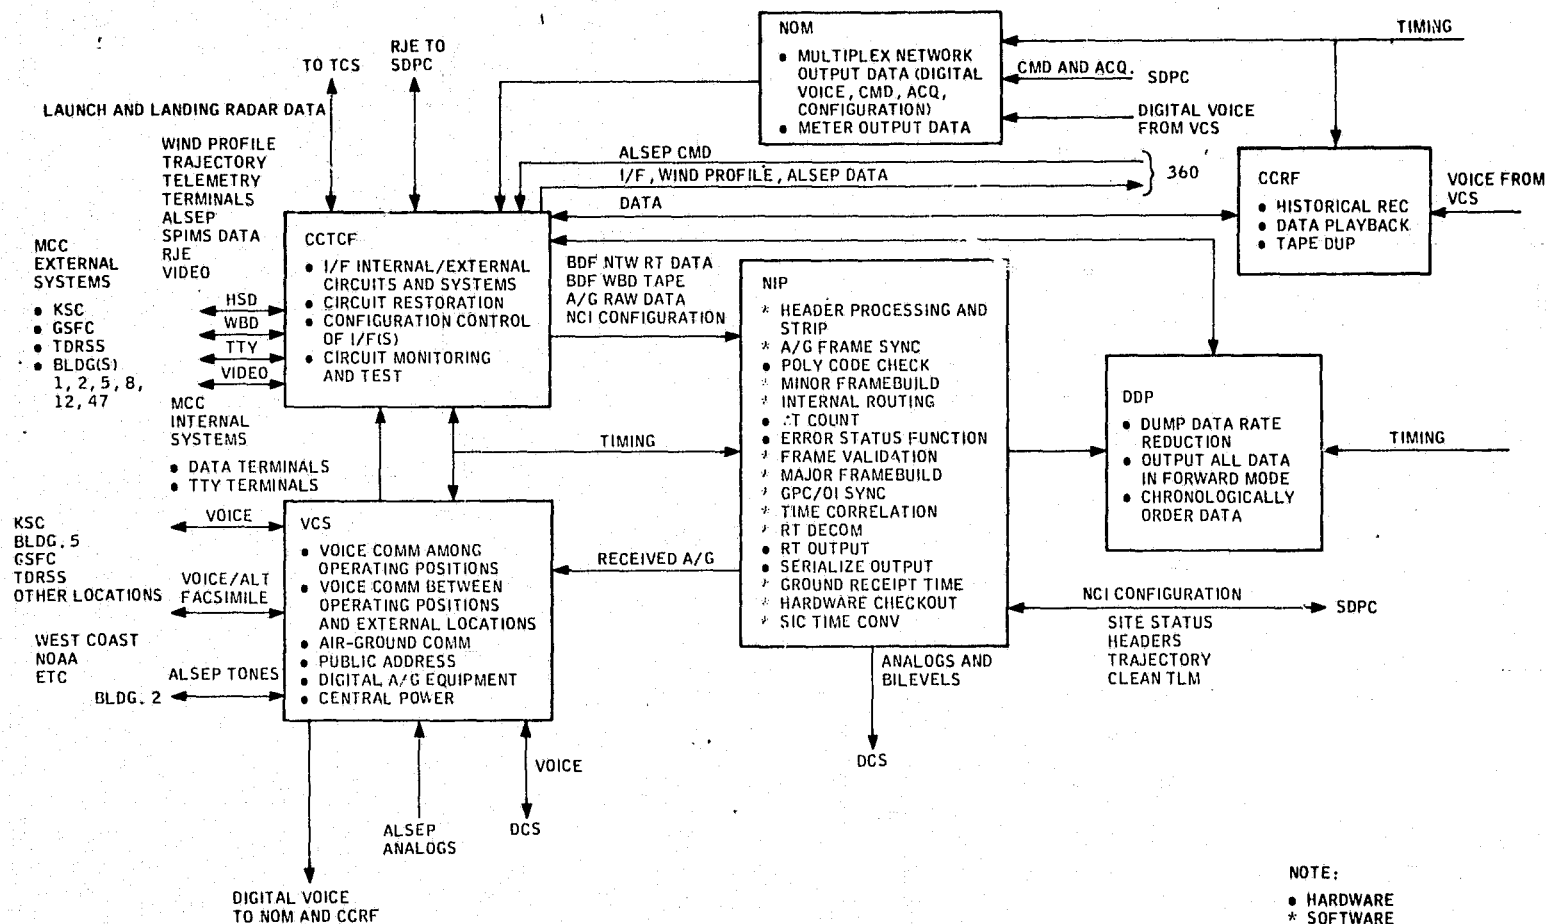 NOM
• MULTIPLEX NETWORK
OUTPUT DATA (DIGITAL
VOICE, CMD, ACQ,
CONFIGURATION)
• METER OUTPUT DATA
TIMING
CMD AND ACQ.
SDPC
DIGITAL VOICE
FROM VCS
RJE TO
SDPC
TO TCS
LAUNCH AND LANDING RADAR DATA
WIND PROFILE
TRAJECTORY
TELEMETRY
TERMINALS
ALSEP
SPIMS DATA
RJE
VIDEO
ALSEP CMD
I/F, WIND PROFILE, ALSEP DATA
360
DATA
CCRF
• HISTORICAL REC
• DATA PLAYBACK
• TAPE DUP
VOICE FROM
VCS
MCC
EXTERNAL
SYSTEMS
• KSC
• GSFC
• TDRSS
• BLDG(S)
1, 2, 5, 8,
12, 47
HSD
WBD
TTY
VIDEO
CCTCF
• I/F INTERNAL/EXTERNAL
CIRCUITS AND SYSTEMS
• CIRCUIT RESTORATION
• CONFIGURATION CONTROL
OF I/F(S)
• CIRCUIT MONITORING
AND TEST
BDF NTW RT DATA
BDF WBD TAPE
A/G RAW DATA
NCI CONFIGURATION
NIP
* HEADER PROCESSING AND
STRIP
* A/G FRAME SYNC
• POLY CODE CHECK
* MINOR FRAMEBUILD
* INTERNAL ROUTING
• T COUNT
• ERROR STATUS FUNCTION
* FRAME VALIDATION
* MAJOR FRAMEBUILD
* GPC/OI SYNC
* TIME CORRELATION
* RT DECOM
• RT OUTPUT
• SERIALIZE OUTPUT
* GROUND RECEIPT TIME
* HARDWARE CHECKOUT
* SIC TIME CONV
DDP
• DUMP DATA RATE
REDUCTION
• OUTPUT ALL DATA
IN FORWARD MODE
• CHRONOLOGICALLY
ORDER DATA
TIMING
MCC
INTERNAL
SYSTEMS
• DATA TERMINALS
• TTY TERMINALS
TIMING
KSC
BLDG. 5
GSFC
TDRSS
OTHER LOCATIONS
VOICE
VOICE/ALT
FACSIMILE
WEST COAST
NOAA
ETC
ALSEP TONES
BLDG. 2
VCS
• VOICE COMM AMONG
OPERATING POSITIONS
• VOICE COMM BETWEEN
OPERATING POSITIONS
AND EXTERNAL LOCATIONS
• AIR-GROUND COMM
• PUBLIC ADDRESS
• DIGITAL A/G EQUIPMENT
• CENTRAL POWER
RECEIVED A/G
NCI CONFIGURATION
SDPC
SITE STATUS
HEADERS
TRAJECTORY
CLEAN TLM
ANALOGS AND
BILEVELS
DCS
VOICE
DCS
ALSEP
ANALOGS
DIGITAL VOICE
TO NOM AND CCRF
NOTE:
• HARDWARE
* SOFTWARE